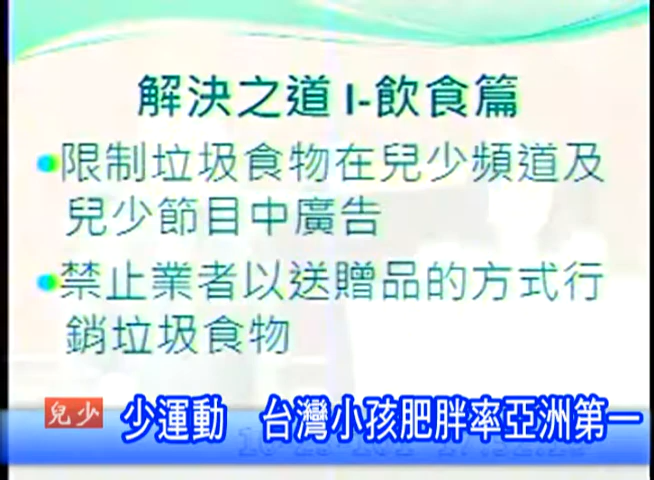 解決之道 I-飲食篇
限制垃圾食物在兒少頻道及
兒少節目中廣告
禁止業者以送贈品的方式行
銷垃圾食物
兒少
少運動 台灣小孩肥胖率亞洲第一